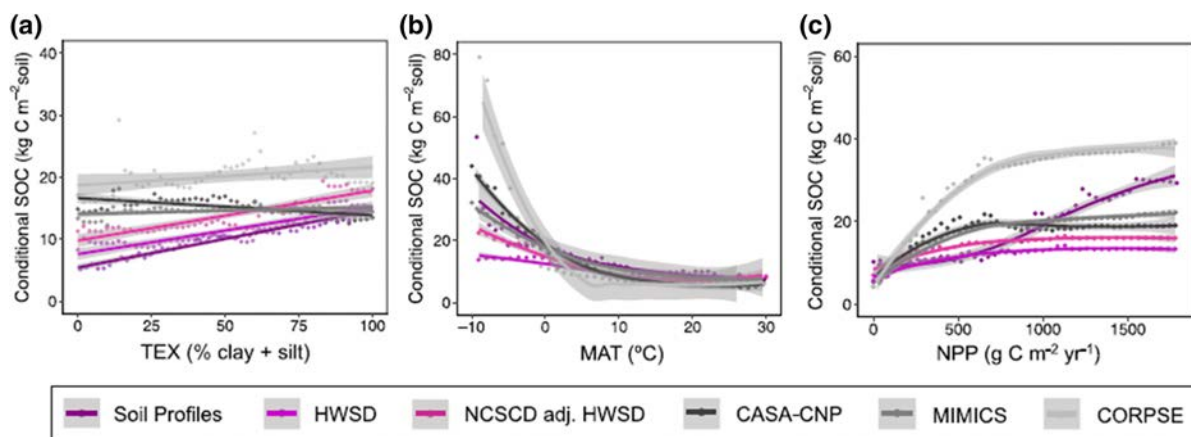 (a)
Conditional SOC (kg C m⁻²soil)
40
30
20
10
0
0 25 50 75 100
TEX (% clay + silt)
(b)
Conditional SOC (kg C m⁻²soil)
80
60
40
20
0
−10 0 10 20 30
MAT (ºC)
(c)
Conditional SOC (kg C m⁻²soil)
60
40
20
0
0 500 1000 1500
NPP (g C m⁻² yr⁻¹)
Soil Profiles HWSD NCSCD adj. HWSD CASA-CNP MIMICS CORPSE